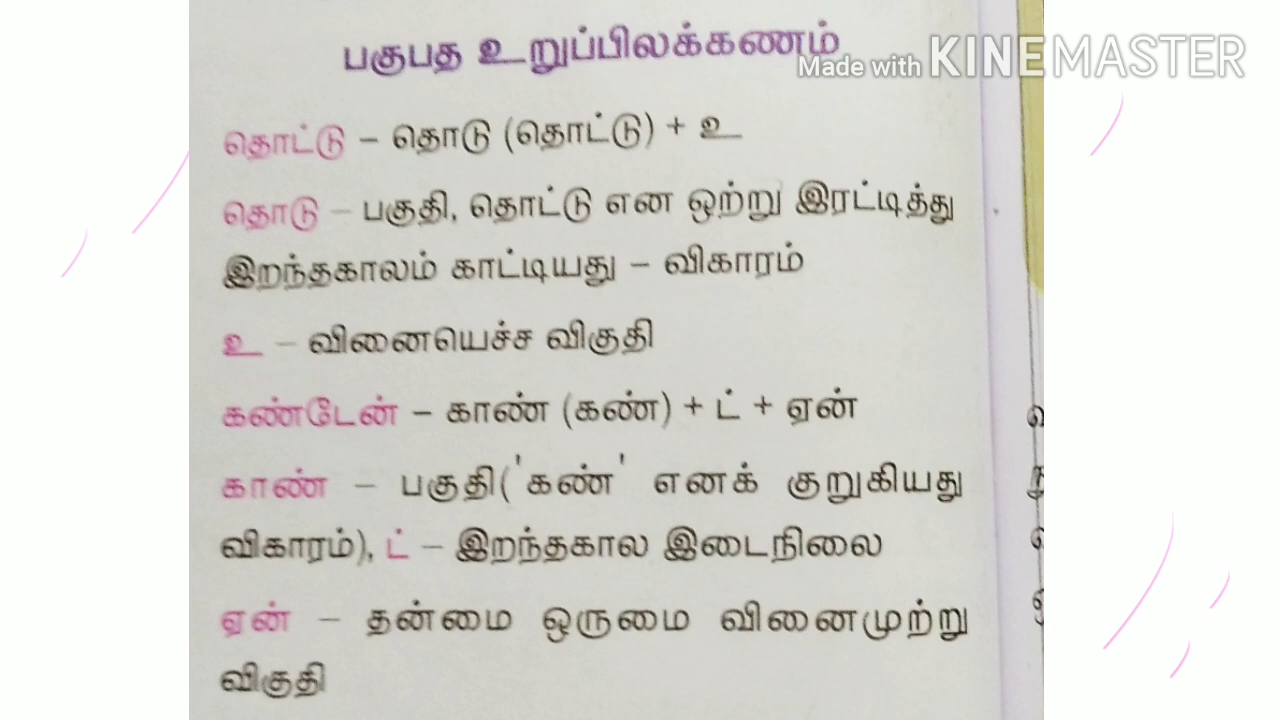 பகுபத உறுப்பிலக்கணம்
Made with KINEMASTER
தொட்டு – தொடு (தொட்டு) + உ
தொடு – பகுதி, தொட்டு என ஒற்று இரட்டித்து
இறந்தகாலம் காட்டியது – விகாரம்
உ – வினையெச்ச விகுதி
கண்டேன் – காண் (கண்) + ட் + ஏன்
காண் – பகுதி('கண்' எனக் குறுகியது
விகாரம்), ட் – இறந்தகால இடைநிலை
ஏன் – தன்மை ஒருமை வினைமுற்று
விகுதி